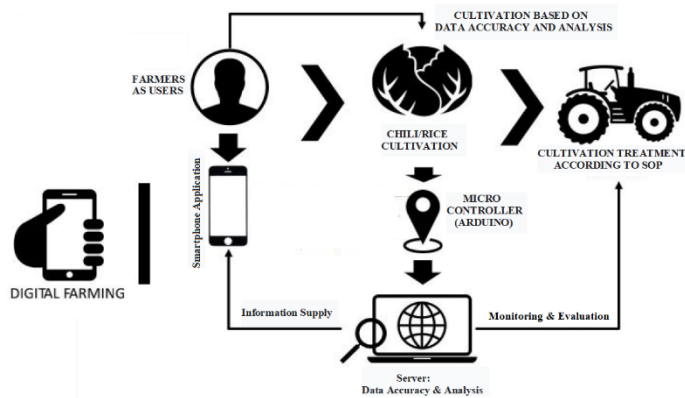 CULTIVATION BASED ON
DATA ACCURACY AND ANALYSIS
FARMERS
AS USERS
CHILI/RICE
CULTIVATION
CULTIVATION TREATMENT
ACCORDING TO SOP
Smartphone Application
MICRO
CONTROLLER
(ARDUINO)
DIGITAL FARMING
Information Supply
Monitoring & Evaluation
Server:
Data Accuracy & Analysis